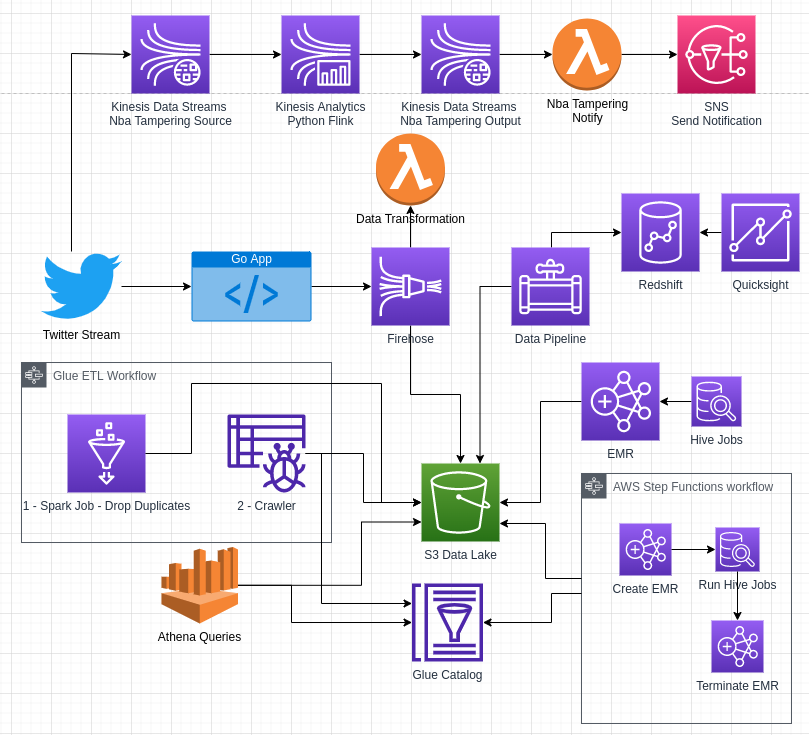 Kinesis Data Streams
Nba Tampering Source
Kinesis Analytics
Python Flink
Kinesis Data Streams
Nba Tampering Output
Nba Tampering
Notify
SNS
Send Notification
Data Transformation
Go App
</>
Twitter Stream
Firehose
Data Pipeline
Redshift
Quicksight
Glue ETL Workflow
1 - Spark Job - Drop Duplicates
2 - Crawler
EMR
Hive Jobs
S3 Data Lake
AWS Step Functions workflow
Create EMR
Run Hive Jobs
Terminate EMR
Athena Queries
Glue Catalog